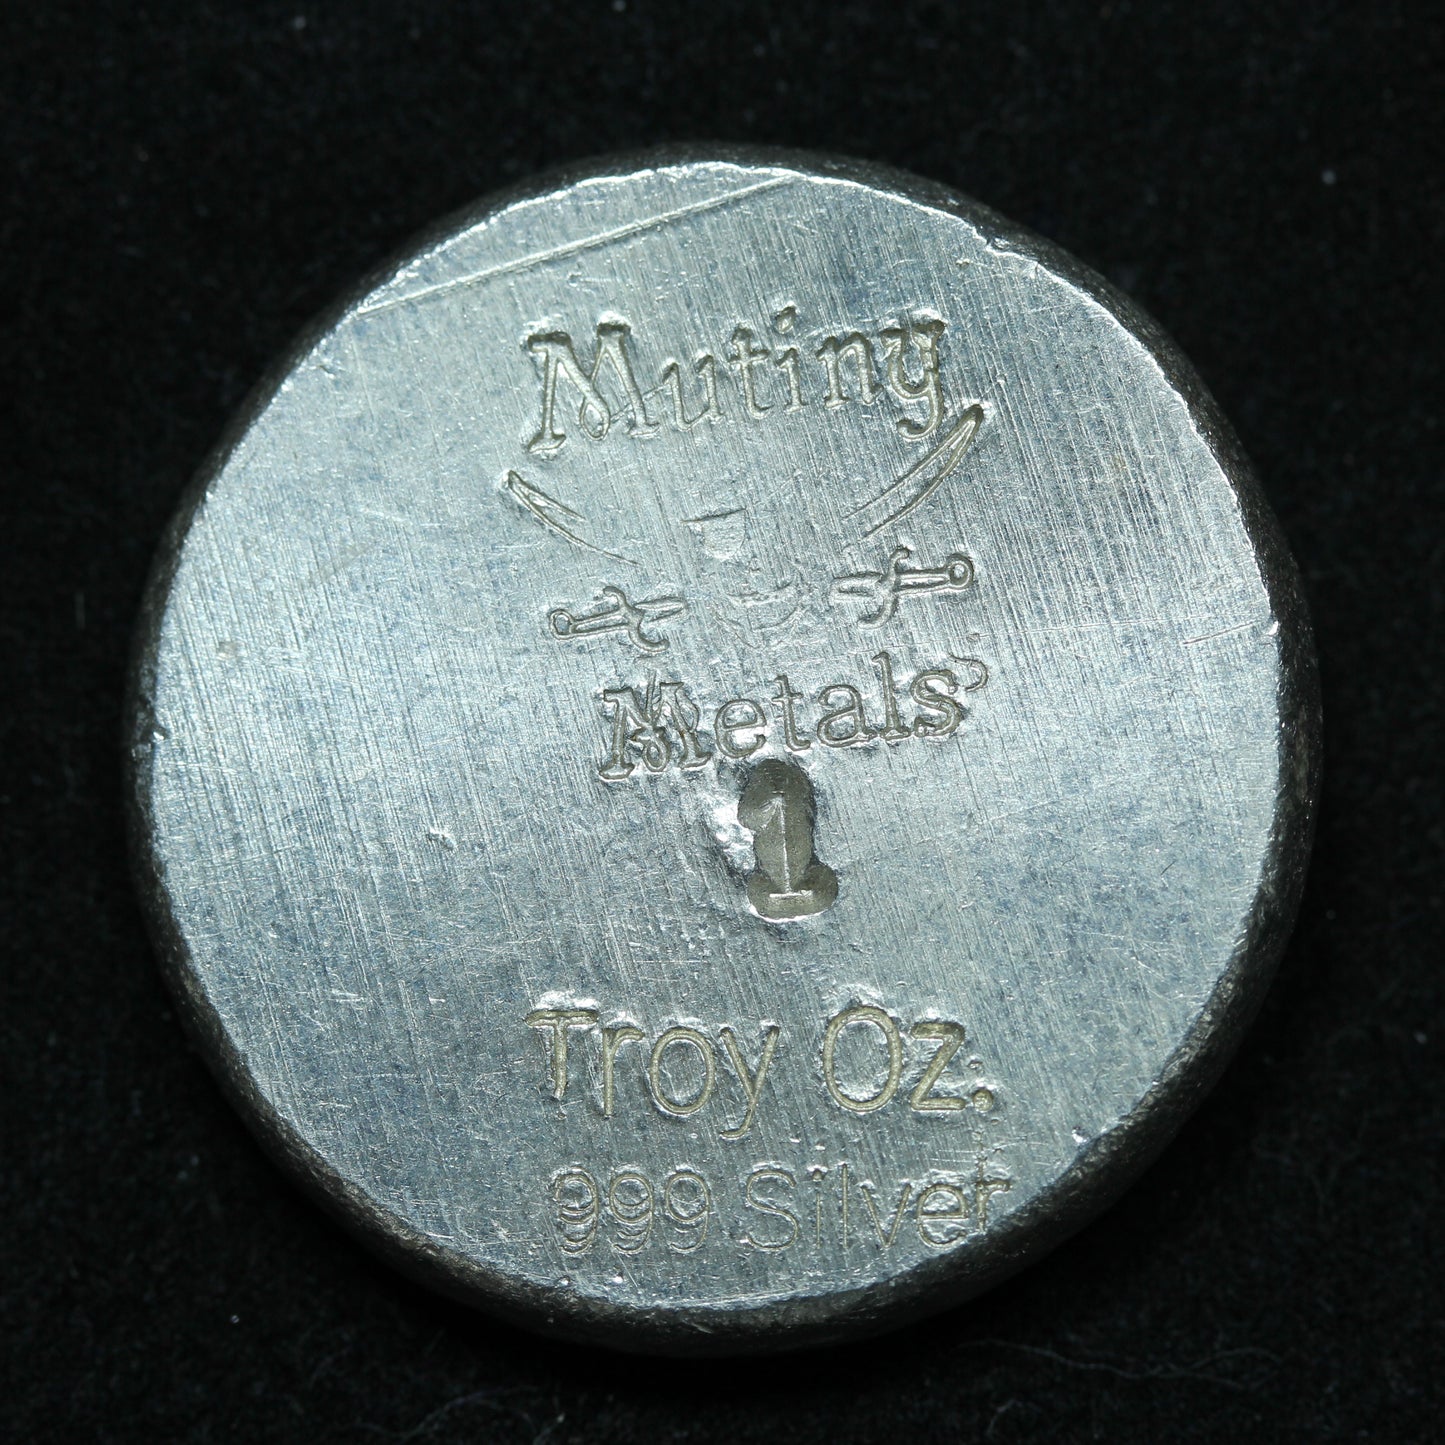 Mutiny
Metals
1
Troy Oz.
999 Silver